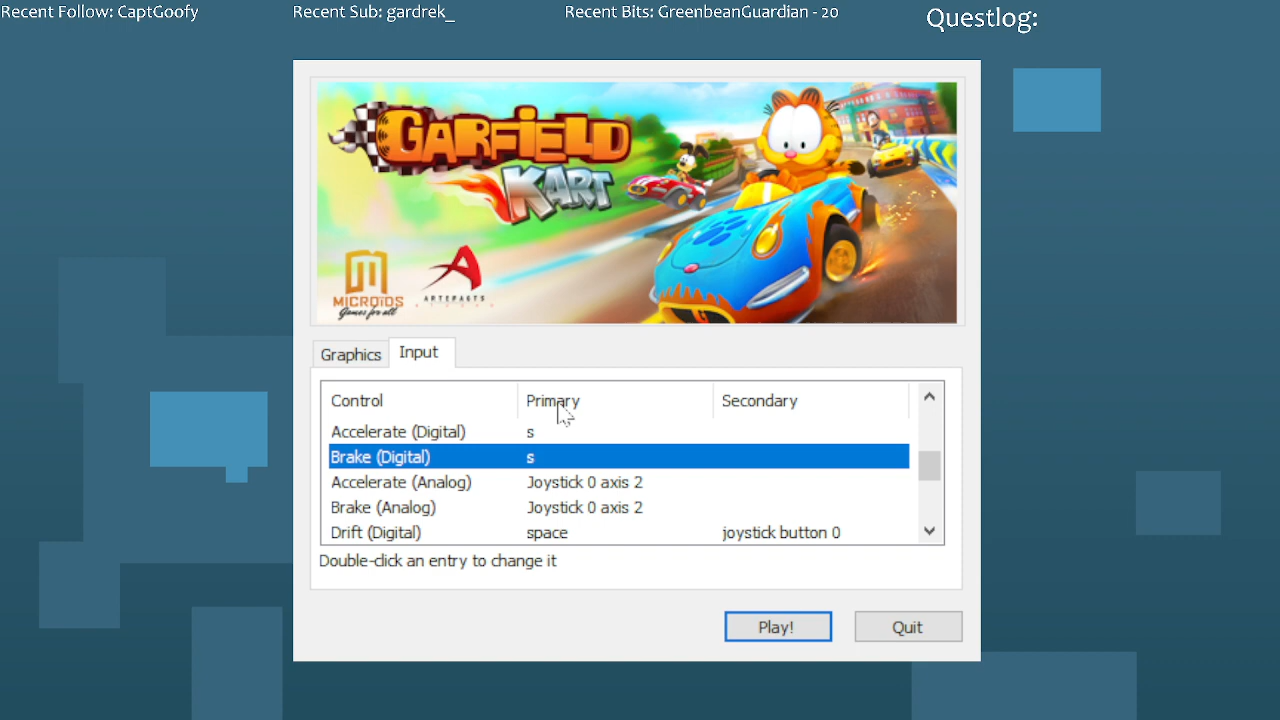 Recent Follow: CaptGoofy
Recent Sub: gardrek_
Recent Bits: GreenbeanGuardian - 20
Questlog:
GARFIELD
KART
MICROÏDS
Games for all
ARTEFACTS
Graphics
Input
Control Primary Secondary
Accelerate (Digital) s
Brake (Digital) s
Accelerate (Analog) Joystick 0 axis 2
Brake (Analog) Joystick 0 axis 2
Drift (Digital) space joystick button 0
Double-click an entry to change it
Play!
Quit